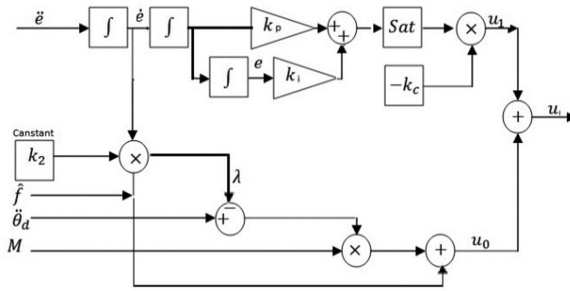 ë ∫ ė ∫ k_p + + Sat × u_1
∫ e k_i −k_c
+ u_i
Canstant
k_2 × λ
f̂
θ̈_d + −
M × + u_0